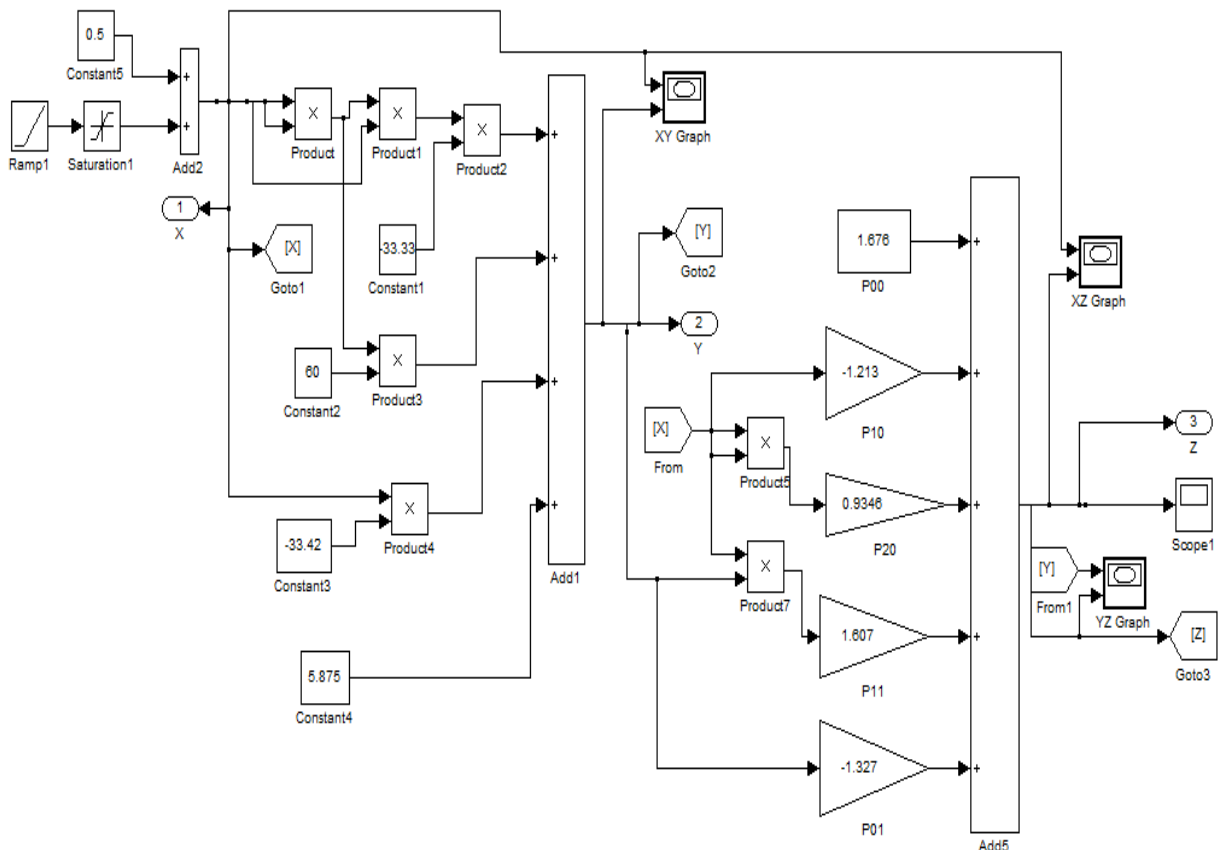 0.5
Constant5
+
+
Ramp1
Saturation1
Add2
1
X
[X]
Goto1
X
Product
X
Product1
X
Product2
-33.33
Constant1
60
Constant2
X
Product3
-33.42
Constant3
X
Product4
5.875
Constant4
+
+
+
+
Add1
XY Graph
[Y]
Goto2
2
Y
1.676
P00
-1.213
P10
[X]
From
X
Product5
0.9346
P20
X
Product7
1.607
P11
-1.327
P01
+
+
+
+
+
Add5
XZ Graph
3
Z
Scope1
[Y]
From1
YZ Graph
[Z]
Goto3